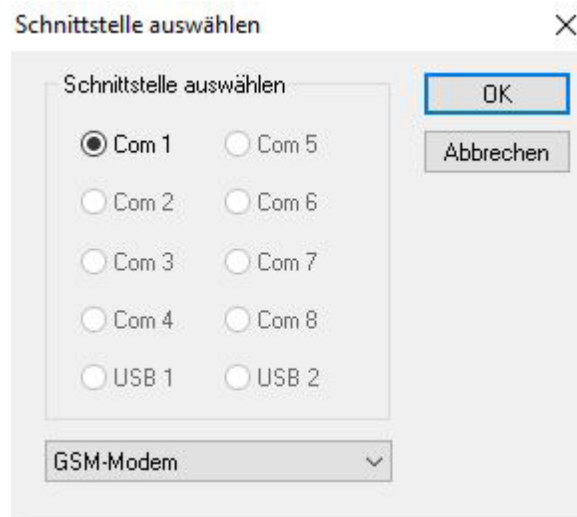 Schnittstelle auswählen
Schnittstelle auswählen
Com 1 Com 5
Com 2 Com 6
Com 3 Com 7
Com 4 Com 8
USB 1 USB 2
GSM-Modem
OK
Abbrechen